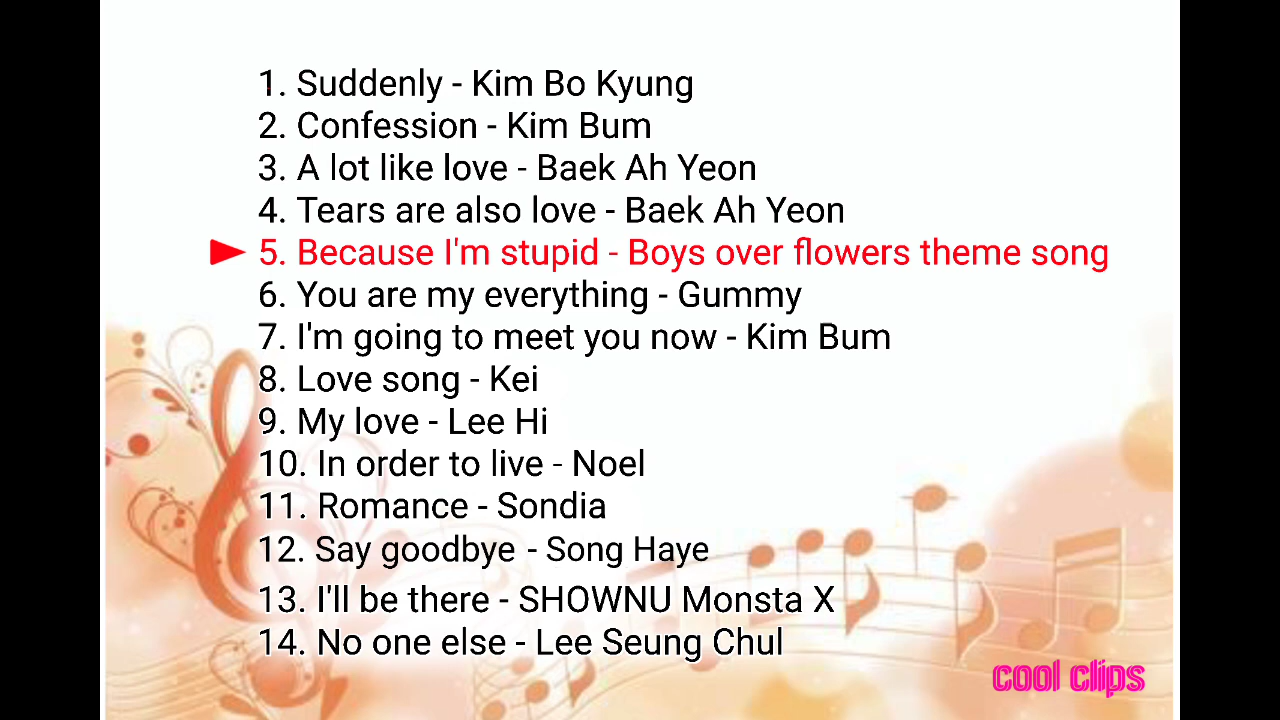 1. Suddenly - Kim Bo Kyung
2. Confession - Kim Bum
3. A lot like love - Baek Ah Yeon
4. Tears are also love - Baek Ah Yeon
5. Because I'm stupid - Boys over flowers theme song
6. You are my everything - Gummy
7. I'm going to meet you now - Kim Bum
8. Love song - Kei
9. My love - Lee Hi
10. In order to live - Noel
11. Romance - Sondia
12. Say goodbye - Song Haye
13. I'll be there - SHOWNU Monsta X
14. No one else - Lee Seung Chul
cool clips